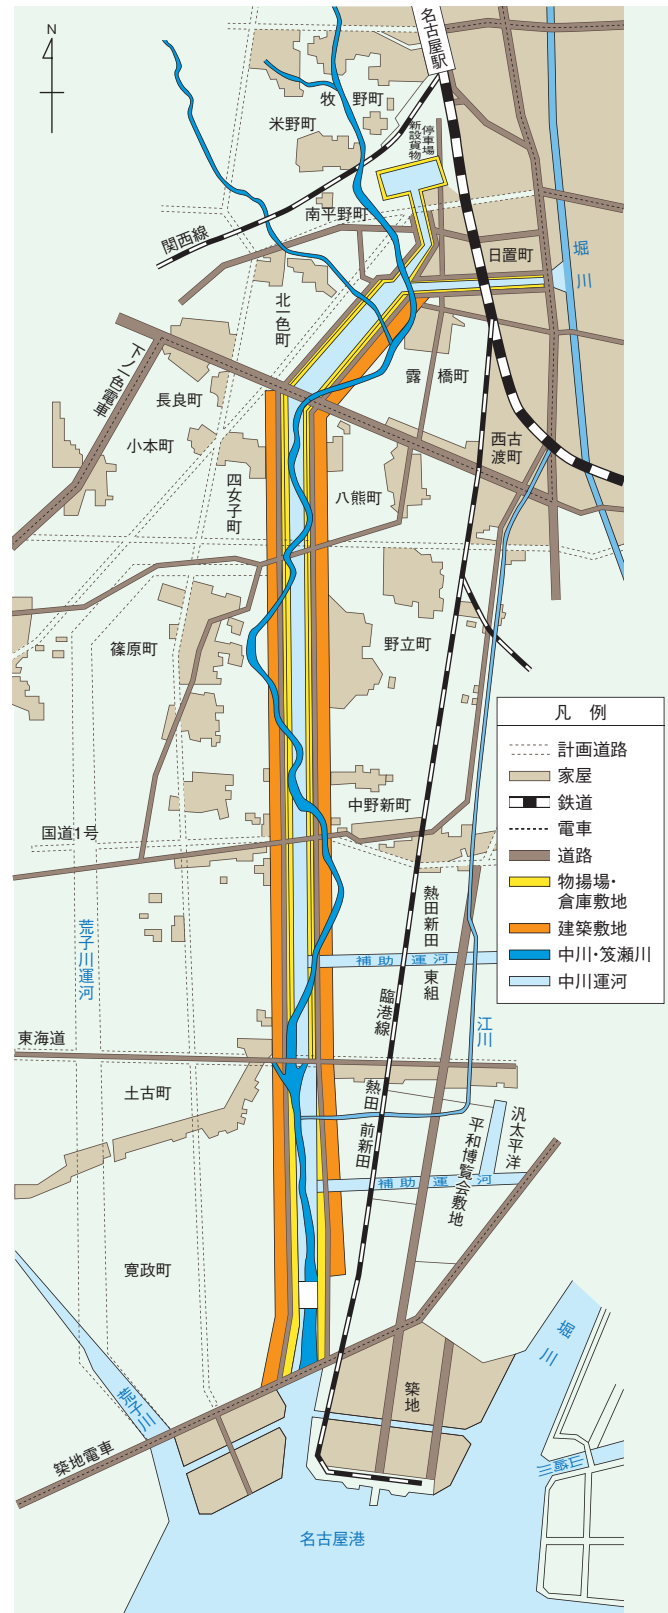 N
名古屋駅
牧野町
米野町
新設貨物
停車場
南平野町
関西線
日置町
堀川
北一色町
下ノ一色電車
長良町
露橋町
小本町
西古渡町
四女子町
八熊町
篠原町
野立町
凡例
計画道路
家屋
鉄道
電車
道路
物揚場・
倉庫敷地
建築敷地
中川・笈瀬川
中川運河
中野新町
国道1号
荒子川運河
熱田新田
東組
補助運河
臨港線
江川
東海道
土古町
熱田前新田
汎太平洋
平和博覧会敷地
補助運河
寛政町
堀川
荒子川
築地
築地電車
名古屋港